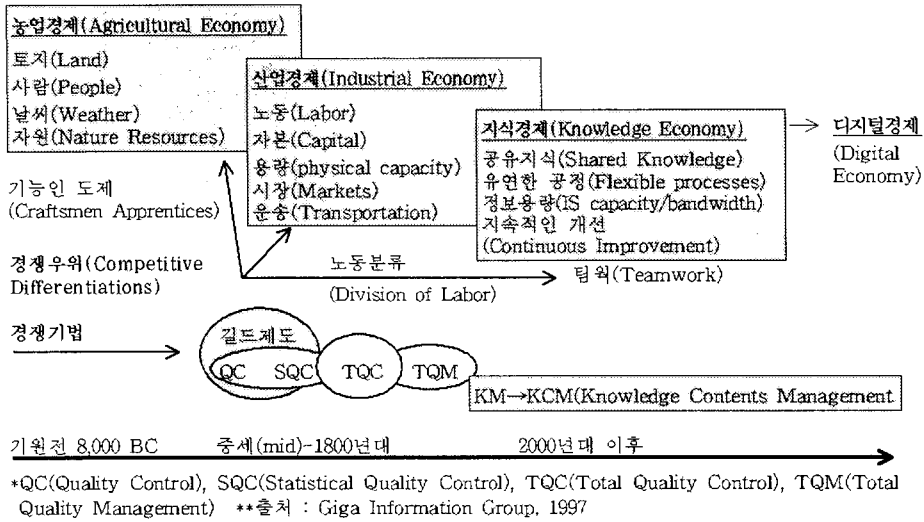 농업경제(Agricultural Economy)
토지(Land)
사람(People)
날씨(Weather)
자원(Nature Resources)
산업경제(Industrial Economy)
노동(Labor)
자본(Capital)
용량(physical capacity)
시장(Markets)
운송(Transportation)
지식경제(Knowledge Economy)
공유지식(Shared Knowledge)
유연한 공정(Flexible processes)
정보용량(IS capacity/bandwidth)
지속적인 개선
(Continuous Improvement)
디지털경제
(Digital
Economy)
기능인 도제
(Craftsmen Apprentices)
경쟁우위(Competitive
Differentiations)
노동분류
(Division of Labor)
팀웍(Teamwork)
경쟁기법
길드제도
QC SQC TQC TQM
KM→KCM(Knowledge Contents Management
기원전 8,000 BC 중세(mid)-1800년대 2000년대 이후
*QC(Quality Control), SQC(Statistical Quality Control), TQC(Total Quality Control), TQM(Total
Quality Management) **출처 : Giga Information Group, 1997